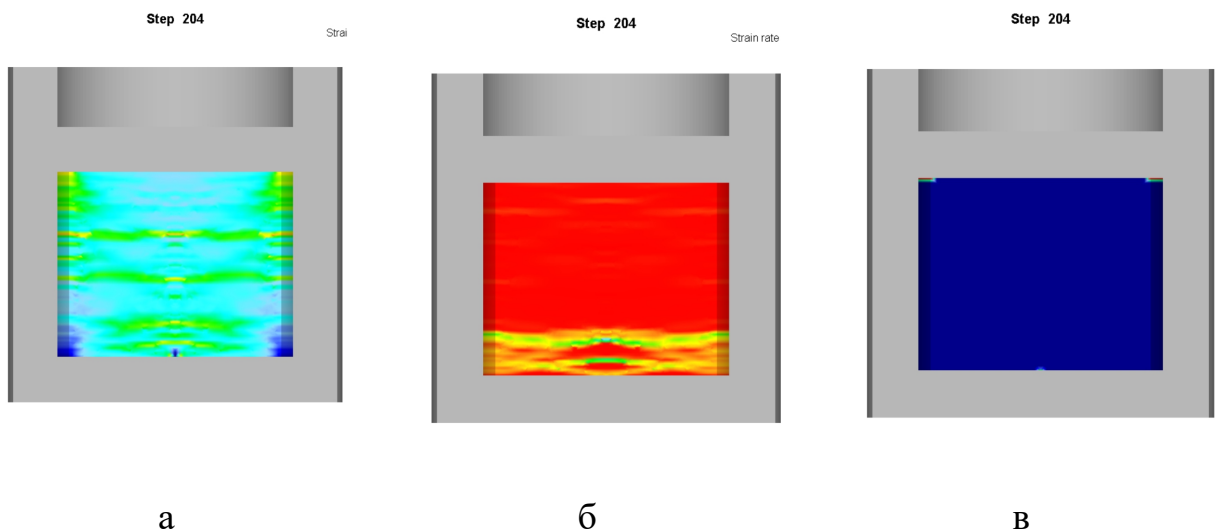 Step 204
Strai
Step 204
Strain rate
Step 204
а
б
в